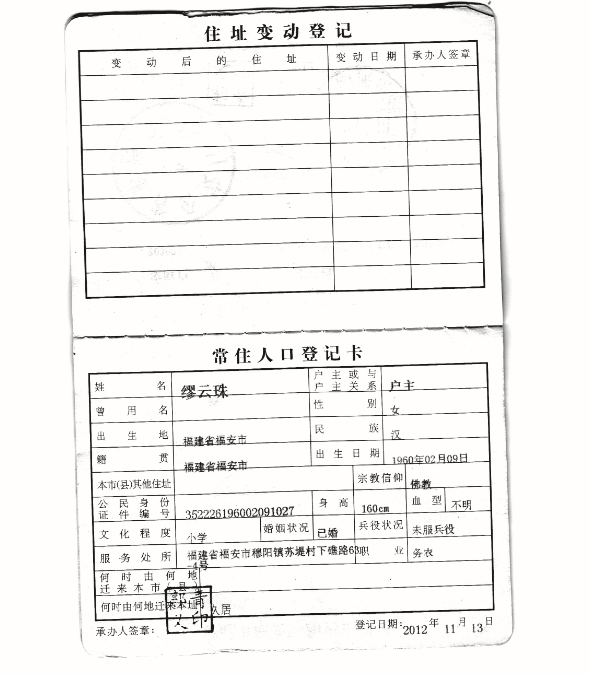 住址变动登记
变动后的住址 变动日期 承办人签章
常住人口登记卡
姓名 缪云珠 户主或与户主关系 户主
曾用名 性别 女
出生地 福建省福安市 民族 汉
籍贯 福建省福安市 出生日期 1960年02月09日
本市(县)其他住址 宗教信仰 佛教
公民身份证件编号 352226196002091027 身高 160cm 血型 不明
文化程度 小学 婚姻状况 已婚 兵役状况 未服兵役
服务处所 福建省福安市穆阳镇苏堤村下礁路63-4号 职业 务农
何时由何地迁来本市(县)
何时由何地迁来本址 久居
承办人签章: 登记日期:2012年11月13日